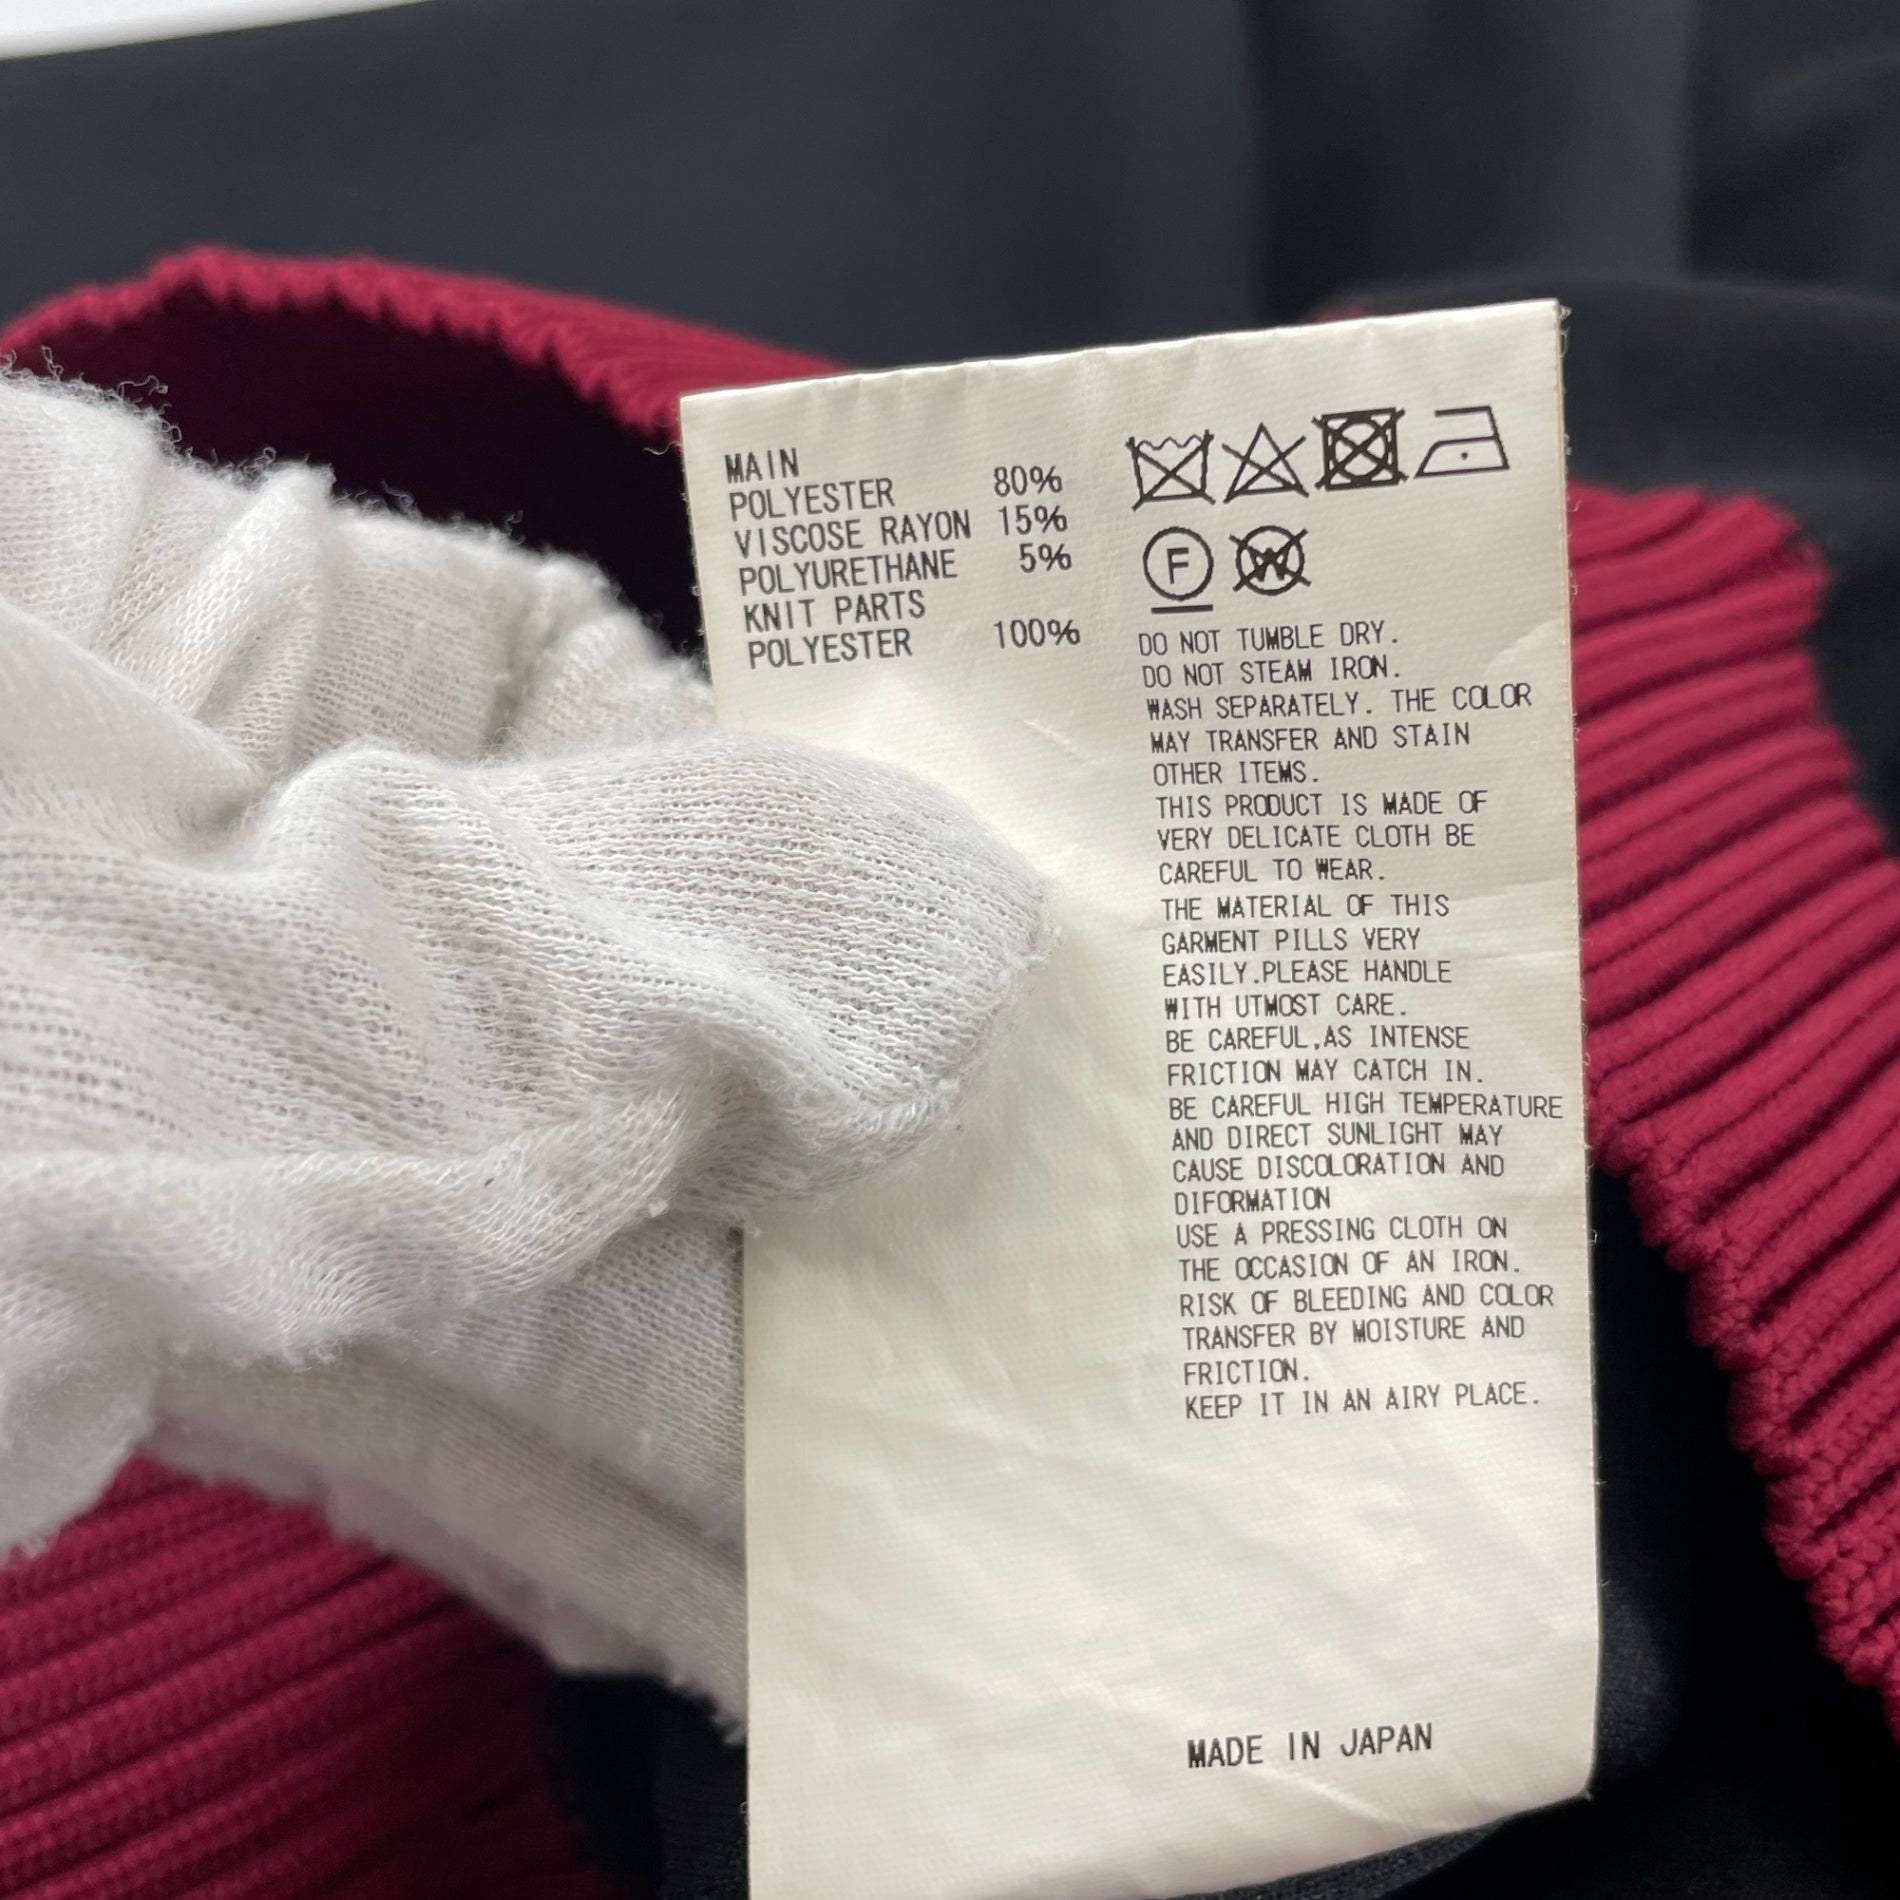 MAIN
POLYESTER 80%
VISCOSE RAYON 15%
POLYURETHANE 5%
KNIT PARTS
POLYESTER 100%
F W
DO NOT TUMBLE DRY.
DO NOT STEAM IRON.
WASH SEPARATELY. THE COLOR
MAY TRANSFER AND STAIN
OTHER ITEMS.
THIS PRODUCT IS MADE OF
VERY DELICATE CLOTH BE
CAREFUL TO WEAR.
THE MATERIAL OF THIS
GARMENT PILLS VERY
EASILY.PLEASE HANDLE
WITH UTMOST CARE.
BE CAREFUL,AS INTENSE
FRICTION MAY CATCH IN.
BE CAREFUL HIGH TEMPERATURE
AND DIRECT SUNLIGHT MAY
CAUSE DISCOLORATION AND
DIFORMATION
USE A PRESSING CLOTH ON
THE OCCASION OF AN IRON.
RISK OF BLEEDING AND COLOR
TRANSFER BY MOISTURE AND
FRICTION.
KEEP IT IN AN AIRY PLACE.
MADE IN JAPAN